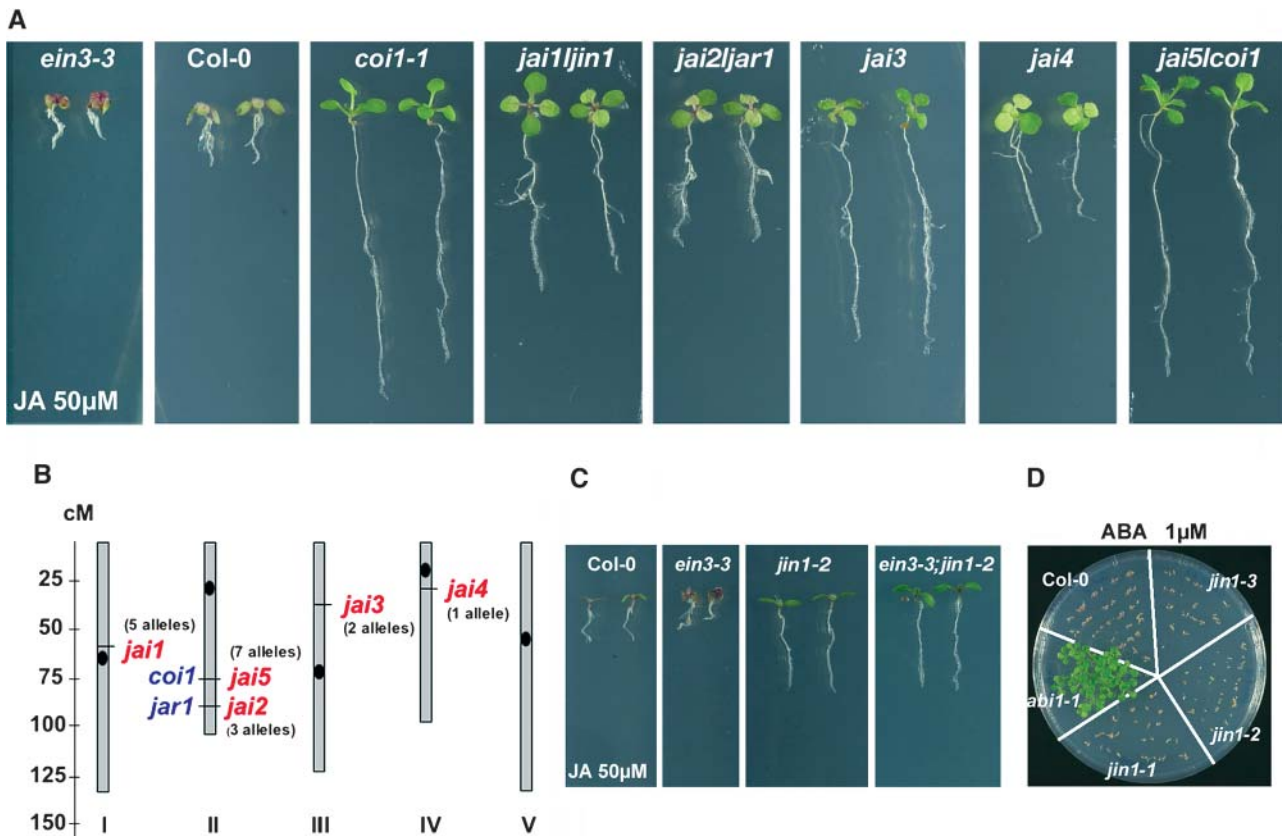 A
ein3-3
Col-0
coi1-1
jai1/jin1
jai2/jar1
jai3
jai4
jai5/coi1
JA 50µM
B
cM
25
50
75
100
125
150
(5 alleles)
jai1
coi1
jar1
(7 alleles)
jai5
jai2
(3 alleles)
jai3
(2 alleles)
jai4
(1 allele)
I II III IV V
C
Col-0
ein3-3
jin1-2
ein3-3;jin1-2
JA 50µM
D
ABA 1µM
Col-0
jin1-3
abi1-1
jin1-2
jin1-1